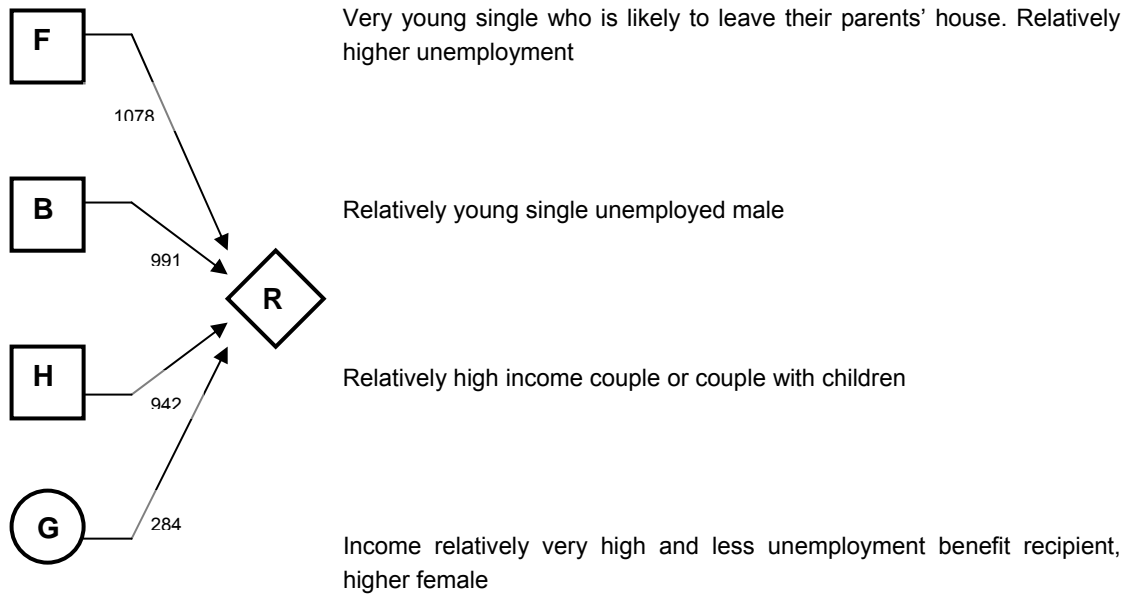 F
Very young single who is likely to leave their parents’ house. Relatively
higher unemployment
1078
B
Relatively young single unemployed male
991
R
H
Relatively high income couple or couple with children
942
G
284
Income relatively very high and less unemployment benefit recipient,
higher female